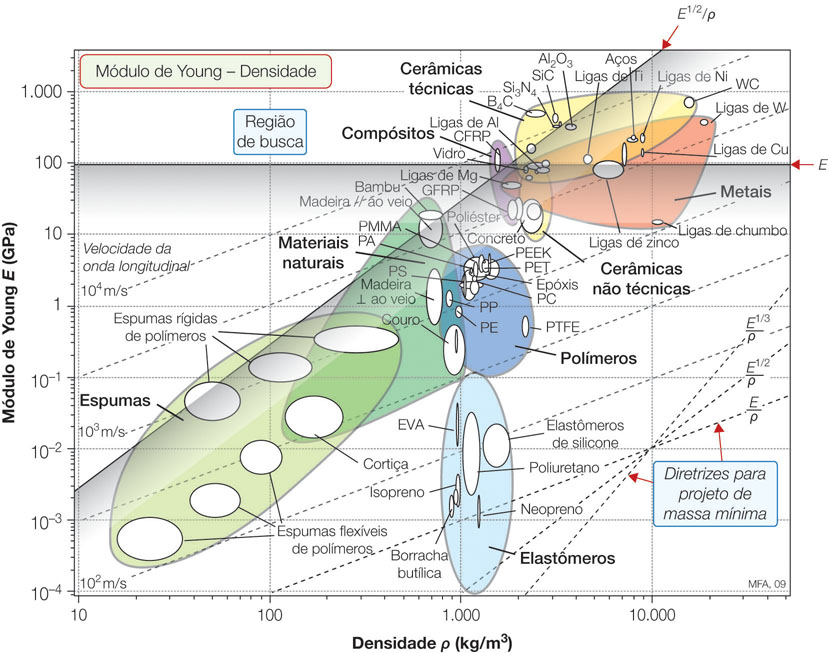 E^{1/2}/ρ
Módulo de Young – Densidade
Região
de busca
Cerâmicas
técnicas
Al₂O₃
SiC
Si₃N₄
B₄C
Aços
Ligas de Ti
Ligas de Ni
WC
Ligas de W
Compósitos
Ligas de Al
CFRP
Vidro
Ligas de Cu
E
Ligas de Mg
GFRP
Metais
Bambu
Madeira // ao veio
Poliéster
Ligas de chumbo
PMMA
PA
Concreto
Ligas de zinco
Materiais
naturais
PEEK
PET
Cerâmicas
não técnicas
Velocidade da
onda longitudinal
10⁴ m/s
PS
Madeira
⊥ ao veio
Epóxis
PC
PP
PE
PTFE
Couro
Polímeros
Espumas rígidas
de polímeros
E^{1/3}/ρ
E^{1/2}/ρ
E/ρ
Espumas
10³ m/s
EVA
Elastômeros
de silicone
Cortiça
Poliuretano
Isopreno
Neopreno
Diretrizes para
projeto de
massa mínima
Espumas flexíveis
de polímeros
Borracha
butílica
Elastômeros
10² m/s
MFA, 09
Módulo de Young E (GPa)
1.000
100
10
1
10⁻¹
10⁻²
10⁻³
10⁻⁴
10
100
1.000
10.000
Densidade ρ (kg/m³)